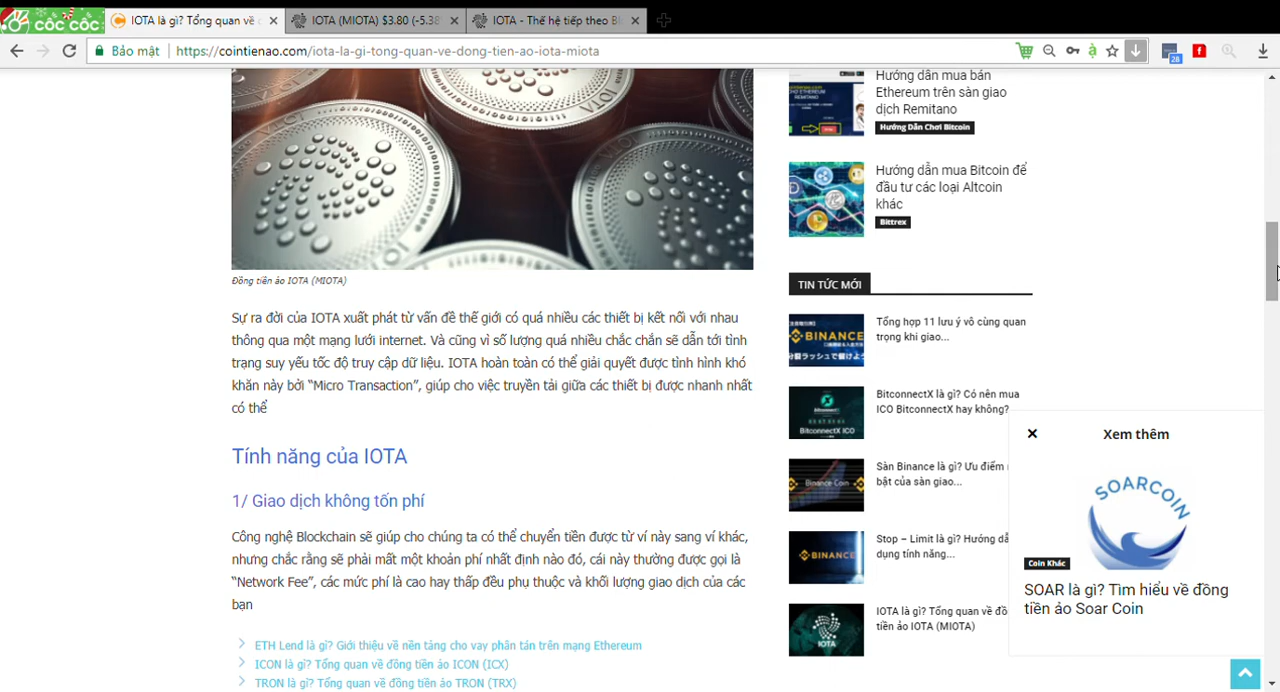 cốc cốc
IOTA là gì? Tổng quan về c
IOTA (MIOTA) $3.80 (-5.38
IOTA - Thế hệ tiếp theo Bl
Bảo mật
https://cointienao.com/iota-la-gi-tong-quan-ve-dong-tien-ao-iota-miota
28
IOTA
Đồng tiền ảo IOTA (MIOTA)
Sự ra đời của IOTA xuất phát từ vấn đề thế giới có quá nhiều các thiết bị kết nối với nhau
thông qua một mạng lưới internet. Và cũng vì số lượng quá nhiều chắc chắn sẽ dẫn tới tình
trạng suy yếu tốc độ truy cập dữ liệu. IOTA hoàn toàn có thể giải quyết được tình hình khó
khăn này bởi “Micro Transaction”, giúp cho việc truyền tải giữa các thiết bị được nhanh nhất
có thể
Tính năng của IOTA
1/ Giao dịch không tốn phí
Công nghệ Blockchain sẽ giúp cho chúng ta có thể chuyển tiền được từ ví này sang ví khác,
nhưng chắc rằng sẽ phải mất một khoản phí nhất định nào đó, cái này thường được gọi là
“Network Fee”, các mức phí là cao hay thấp đều phụ thuộc và khối lượng giao dịch của các
bạn
ETH Lend là gì? Giới thiệu về nền tảng cho vay phân tán trên mạng Ethereum
ICON là gì? Tổng quan về đồng tiền ảo ICON (ICX)
TRON là gì? Tổng quan về đồng tiền ảo TRON (TRX)
Hướng dẫn mua bán
Ethereum trên sàn giao
dịch Remitano
Hướng Dẫn Chơi Bitcoin
Hướng dẫn mua Bitcoin để
đầu tư các loại Altcoin
khác
Bittrex
TIN TỨC MỚI
BINANCE
Tổng hợp 11 lưu ý vô cùng quan
trọng khi giao...
BitconnectX ICO
BitconnectX là gì? Có nên mua
ICO BitconnectX hay không?
Binance Coin
Sàn Binance là gì? Ưu điểm
bật của sàn giao...
BINANCE
Stop – Limit là gì? Hướng dẫ
dụng tính năng...
IOTA
IOTA là gì? Tổng quan về đồ
tiền ảo IOTA (MIOTA)
Xem thêm
SOARCOIN
Coin Khác
SOAR là gì? Tìm hiểu về đồng
tiền ảo Soar Coin